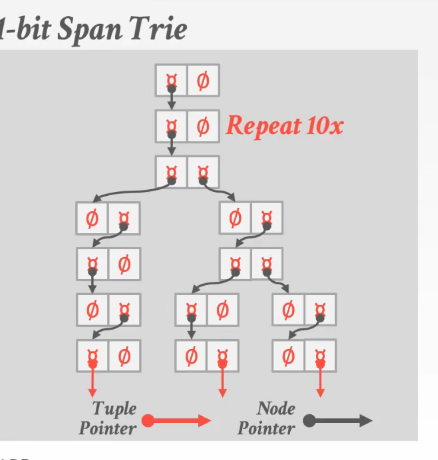 1-bit Span Trie
¤ Ø
¤ Ø Repeat 10x
¤ ¤
Ø ¤ Ø ¤
¤ Ø ¤ ¤
Ø ¤ ¤ Ø Ø ¤
¤ Ø Ø ¤ Ø ¤
Tuple Pointer
Node Pointer